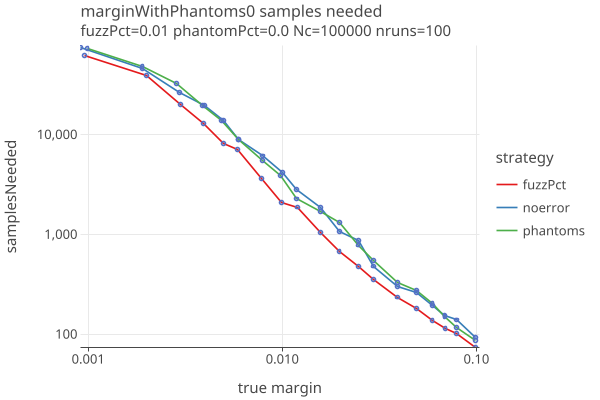 marginWithPhantoms0 samples needed
fuzzPct=0.01 phantomPct=0.0 Nc=100000 nruns=100
samplesNeeded
10,000
1,000
100
0.001
0.010
0.10
true margin
strategy
fuzzPct
noerror
phantoms